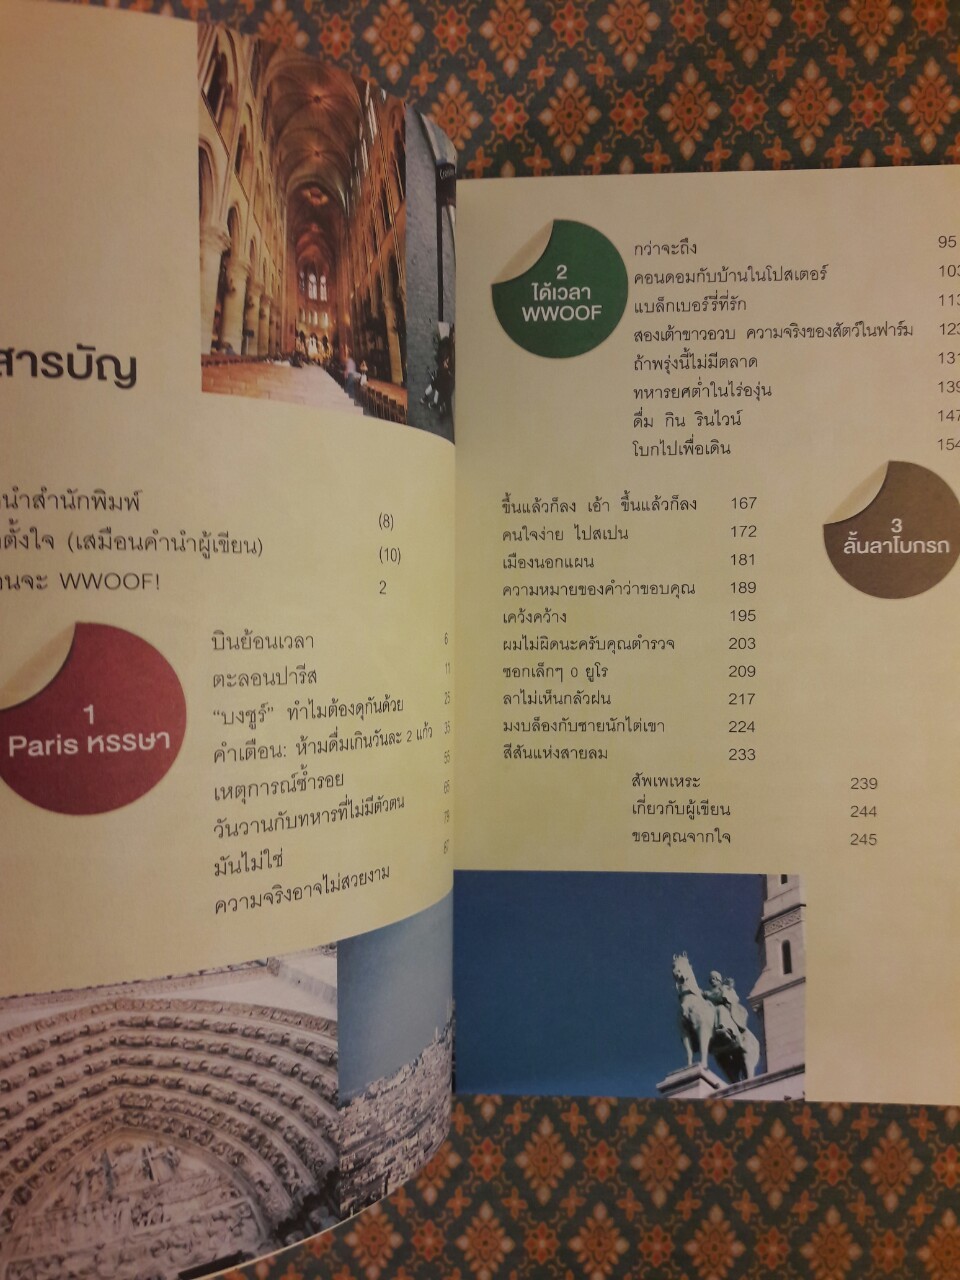 สารบัญ
นำสำนักพิมพ์ (8)
ตั้งใจ (เสมือนคำนำผู้เขียน) (10)
WWOOF! 2
1
Paris หรรษา
บินย้อนเวลา 6
ตะลอนปารีส 11
“บงซูร์” ทำไมต้องดุกันด้วย 25
คำเตือน: ห้ามดื่มเกินวันละ 2 แก้ว 35
เหตุการณ์ซ้ำรอย 55
วันวานกับทหารที่ไม่มีตัวตน 65
มันไม่ใช่ 79
ความจริงอาจไม่สวยงาม 87
2
ได้เวลา
WWOOF
กว่าจะถึง 95
คอนดอมกับบ้านในโปสเตอร์ 103
แบล็กเบอร์รี่ที่รัก 113
สองเต้าขาวอวบ ความจริงของสัตว์ในฟาร์ม 123
ถ้าพรุ่งนี้ไม่มีตลาด 131
ทหารยศต่ำในไร่องุ่น 139
ดื่ม กิน รินไวน์ 147
โบกไปเพื่อเดิน 154
3
ลั้นลาโบกรถ
ขึ้นแล้วก็ลง เอ้า ขึ้นแล้วก็ลง 167
คนใจง่าย ไปสเปน 172
เมืองนอกแผน 181
ความหมายของคำว่าขอบคุณ 189
เคว้งคว้าง 195
ผมไม่ผิดนะครับคุณตำรวจ 203
ซอกเล็กๆ 0 ยูโร 209
ลาไม่เห็นกลัวฝน 217
มงบล็องกับชายนักไต่เขา 224
สีสันแห่งสายลม 233
สัพเพเหระ 239
เกี่ยวกับผู้เขียน 244
ขอบคุณจากใจ 245